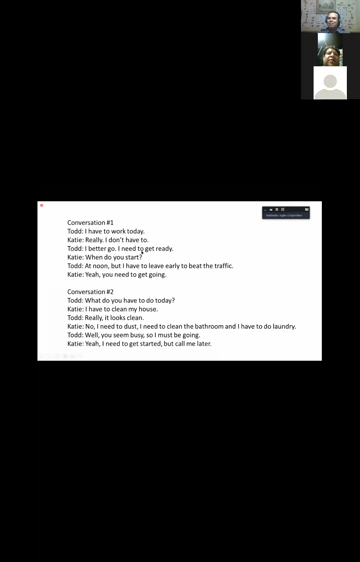 Conversation #1
Todd: I have to work today.
Katie: Really. I don't have to.
Todd: I better go. I need to get ready.
Katie: When do you start?
Todd: At noon, but I have to leave early to beat the traffic.
Katie: Yeah, you need to get going.
Conversation #2
Todd: What do you have to do today?
Katie: I have to clean my house.
Todd: Really, it looks clean.
Katie: No, I need to dust, I need to clean the bathroom and I have to do laundry.
Todd: Well, you seem busy, so I must be going.
Katie: Yeah, I need to get started, but call me later.